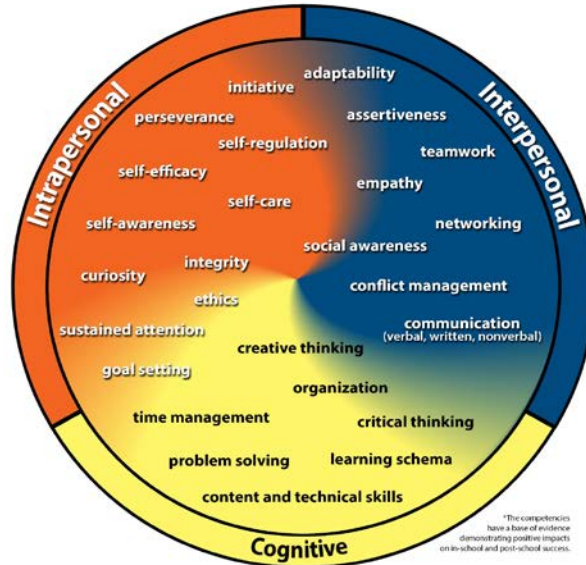 Intrapersonal
Interpersonal
adaptability
initiative
perseverance
assertiveness
self-regulation
teamwork
self-efficacy
empathy
self-care
self-awareness
networking
social awareness
integrity
curiosity
conflict management
ethics
sustained attention
communication
(verbal, written, nonverbal)
creative thinking
goal setting
organization
time management
critical thinking
problem solving
learning schema
content and technical skills
Cognitive
*The competencies
have a base of evidence
demonstrating positive impacts
on in-school and post-school success.